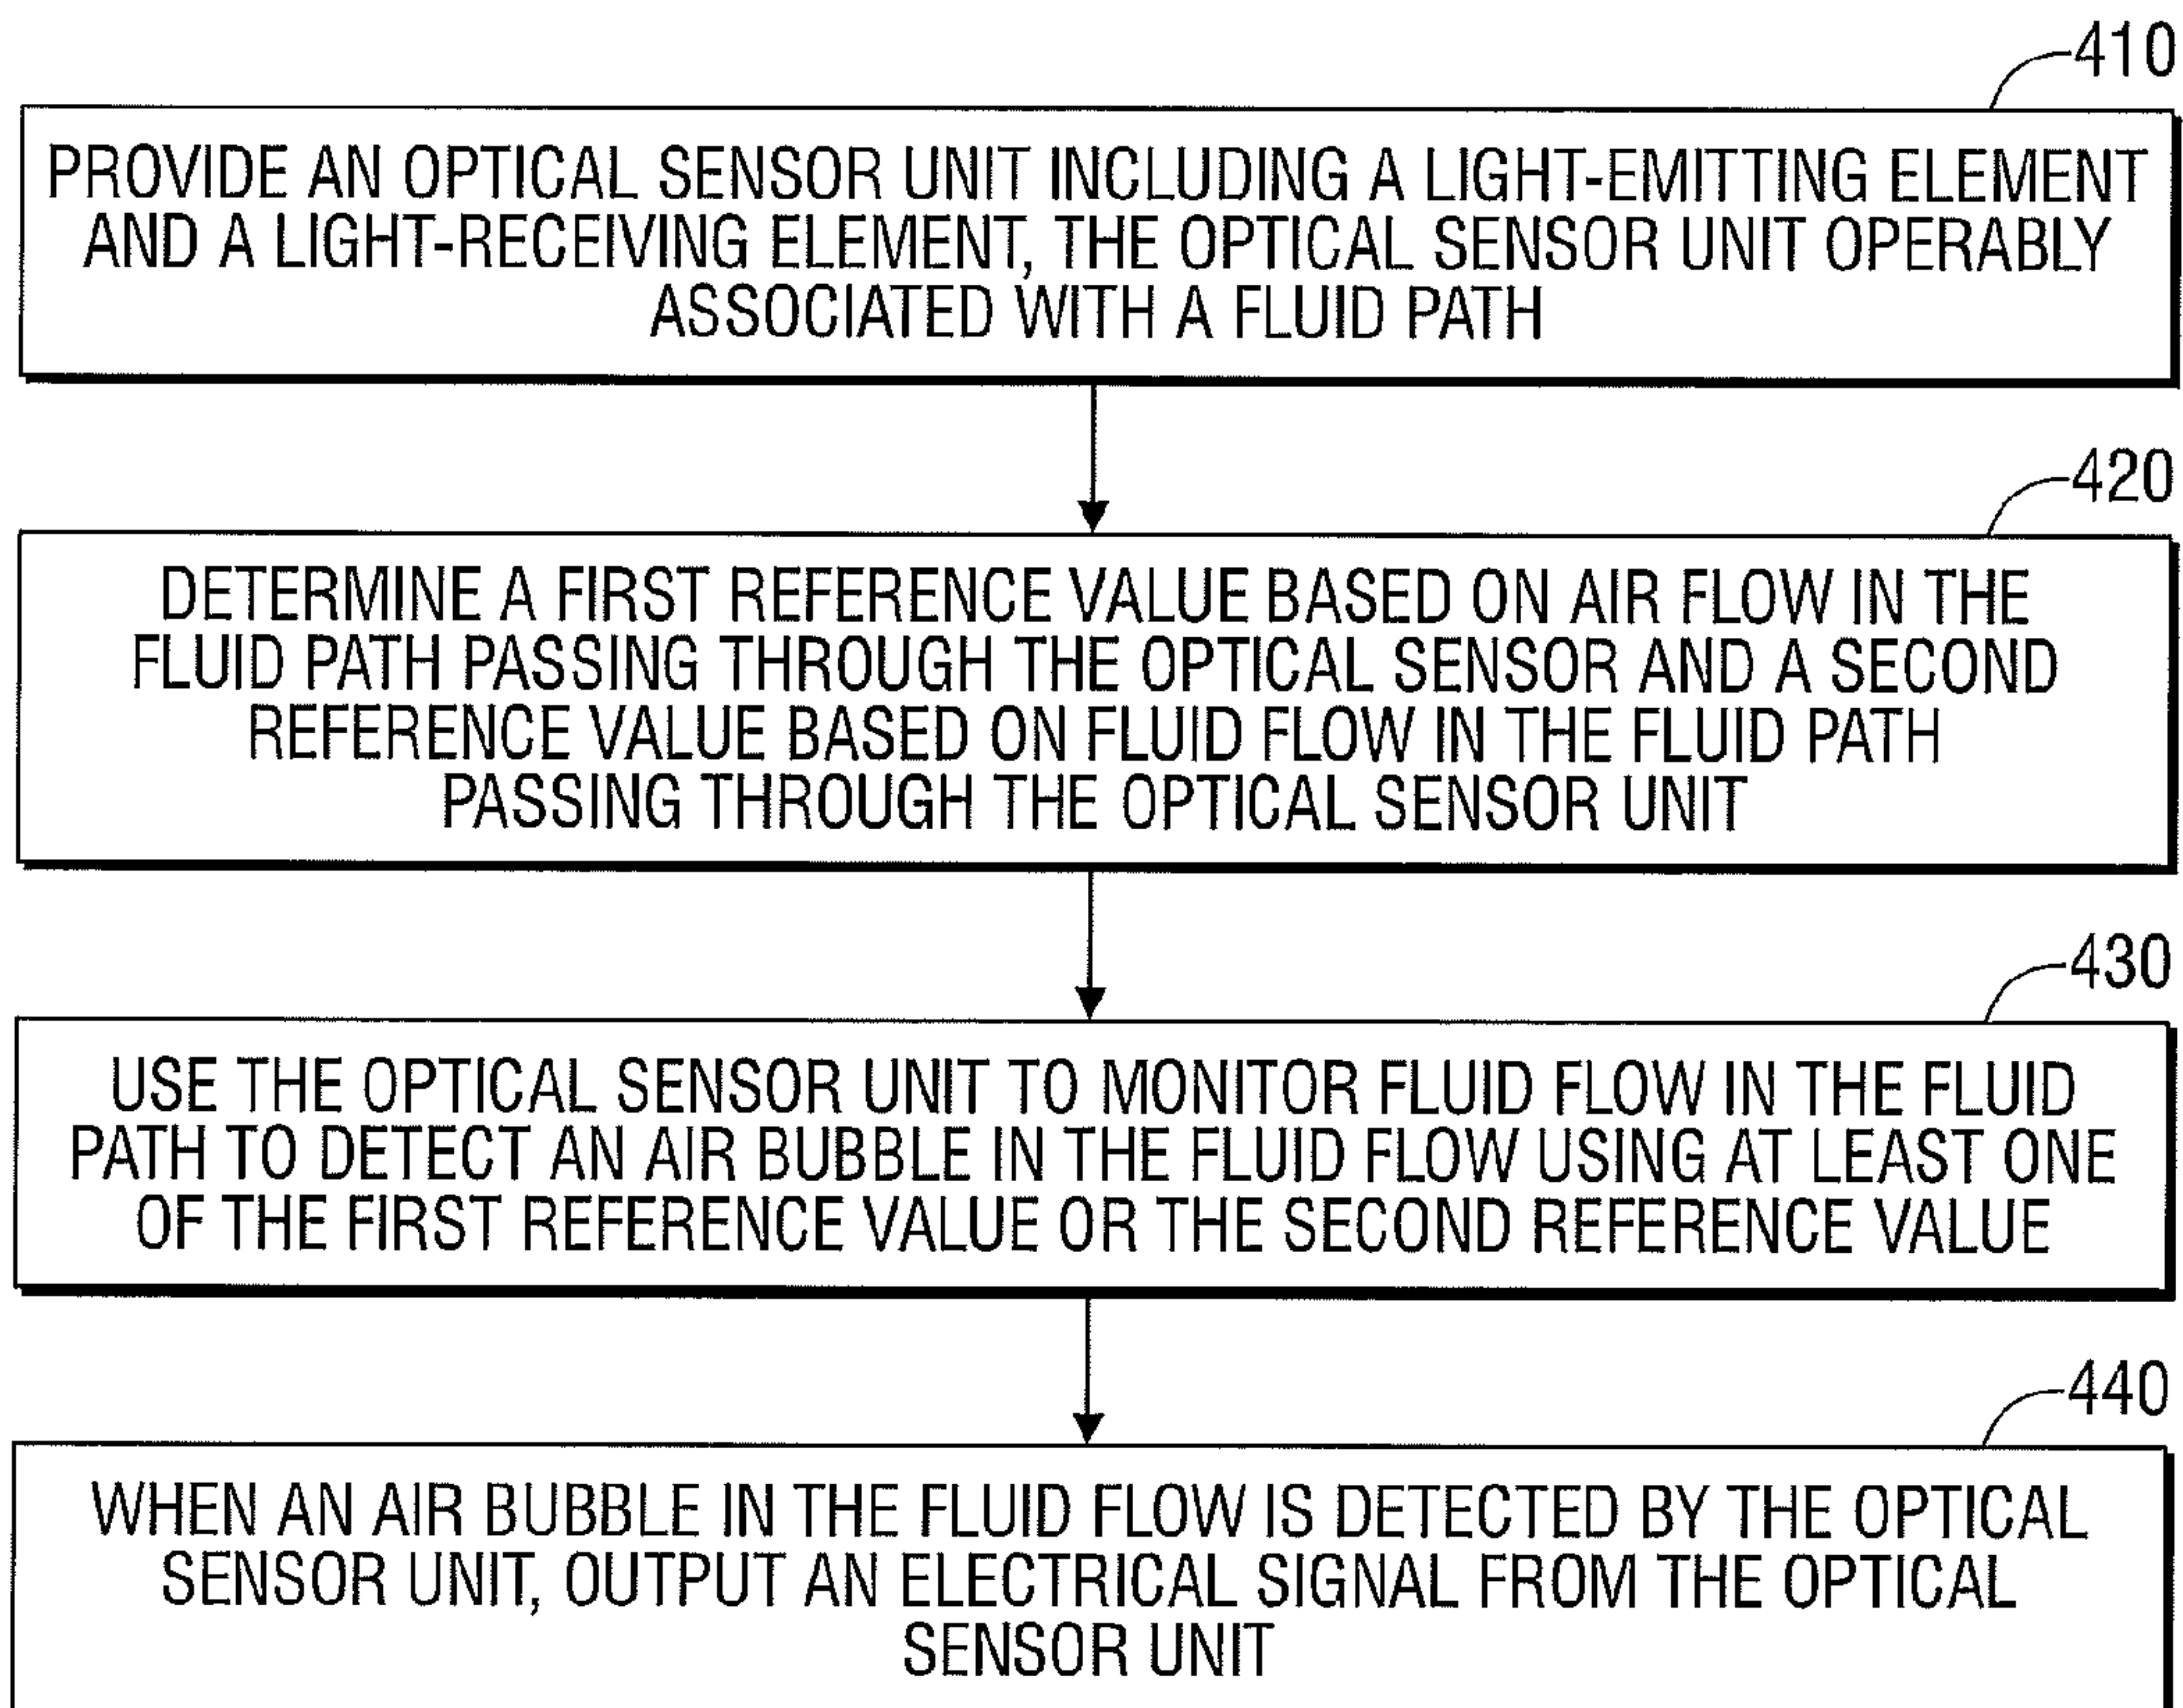 410
PROVIDE AN OPTICAL SENSOR UNIT INCLUDING A LIGHT-EMITTING ELEMENT
AND A LIGHT-RECEIVING ELEMENT, THE OPTICAL SENSOR UNIT OPERABLY
ASSOCIATED WITH A FLUID PATH
420
DETERMINE A FIRST REFERENCE VALUE BASED ON AIR FLOW IN THE
FLUID PATH PASSING THROUGH THE OPTICAL SENSOR AND A SECOND
REFERENCE VALUE BASED ON FLUID FLOW IN THE FLUID PATH
PASSING THROUGH THE OPTICAL SENSOR UNIT
430
USE THE OPTICAL SENSOR UNIT TO MONITOR FLUID FLOW IN THE FLUID
PATH TO DETECT AN AIR BUBBLE IN THE FLUID FLOW USING AT LEAST ONE
OF THE FIRST REFERENCE VALUE OR THE SECOND REFERENCE VALUE
440
WHEN AN AIR BUBBLE IN THE FLUID FLOW IS DETECTED BY THE OPTICAL
SENSOR UNIT, OUTPUT AN ELECTRICAL SIGNAL FROM THE OPTICAL
SENSOR UNIT